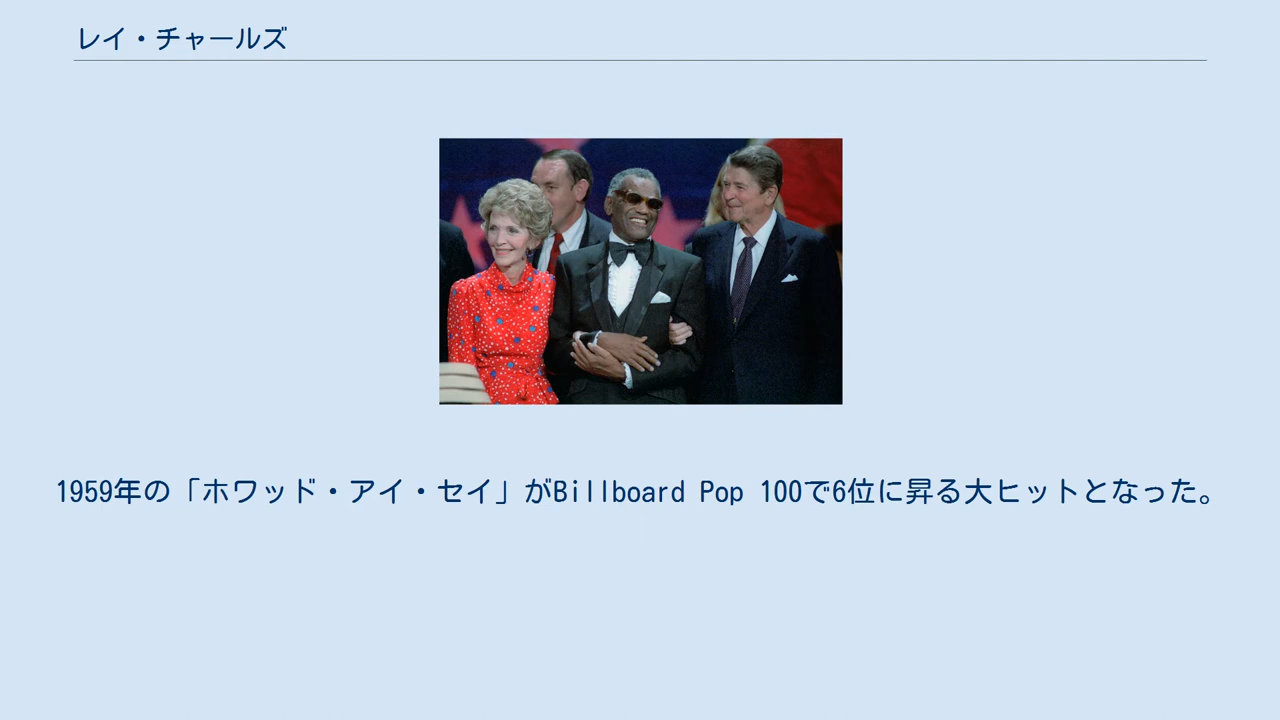 レイ・チャールズ
1959年の「ホワッド・アイ・セイ」がBillboard Pop 100で6位に昇る大ヒットとなった。